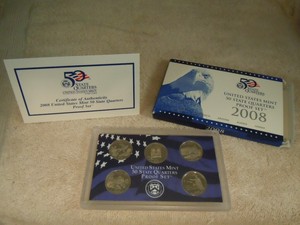 50
STATE QUARTERS
Certificate of Authenticity
2008 United States Mint 50 State Quarters
Proof Set™
50
STATE QUARTERS
UNITED STATES MINT
50 STATE QUARTERS
PROOF SET
2008
UNITED STATES MINT
50 STATE QUARTERS
PROOF SET